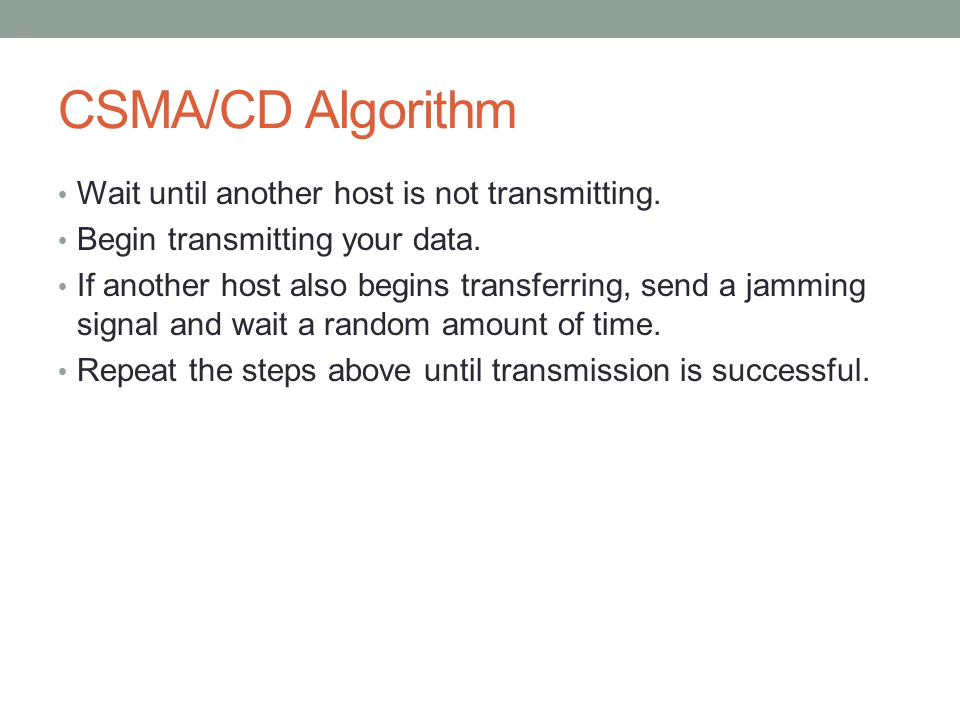 CSMA/CD Algorithm
• Wait until another host is not transmitting.
• Begin transmitting your data.
• If another host also begins transferring, send a jamming
signal and wait a random amount of time.
• Repeat the steps above until transmission is successful.